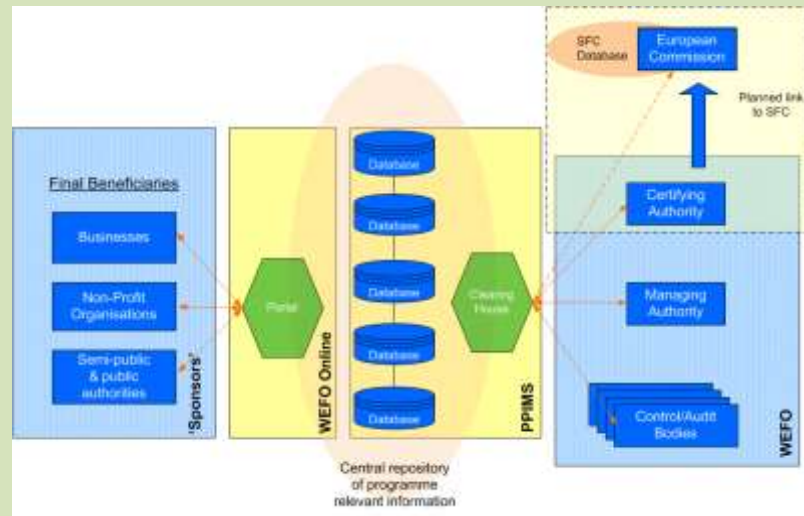 SFC
Database
European
Commission
Planned link
to SFC
Final Beneficiaries
Businesses
Non-Profit
Organisations
Semi-public
& public
authorities
'Sponsors'
Portal
WEFO Online
Database
Database
Database
Database
Database
Clearing
House
PPIMS
Certifying
Authority
Managing
Authority
Control/Audit
Bodies
WEFO
Central repository
of programme
relevant information